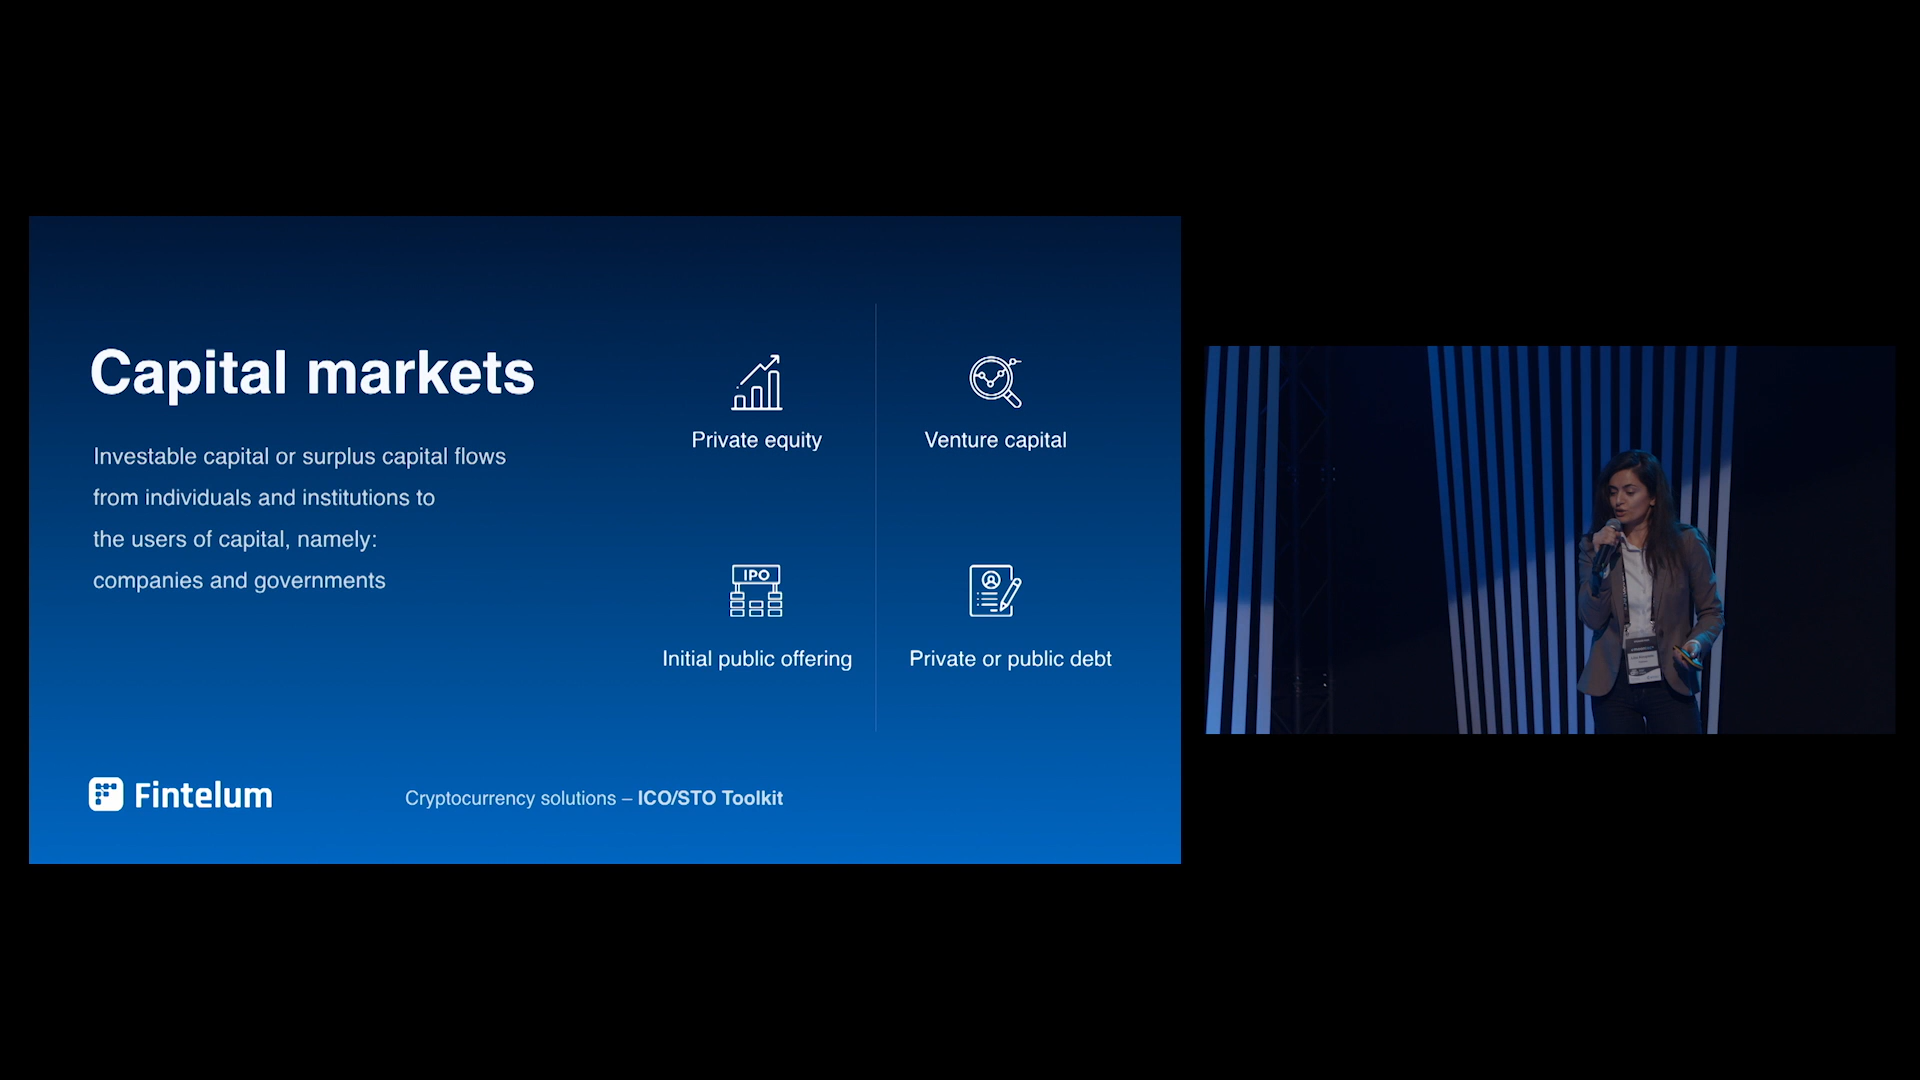 Capital markets
Investable capital or surplus capital flows
from individuals and institutions to
the users of capital, namely:
companies and governments
Private equity
Venture capital
IPO
Initial public offering
Private or public debt
Fintelum
Cryptocurrency solutions – ICO/STO Toolkit